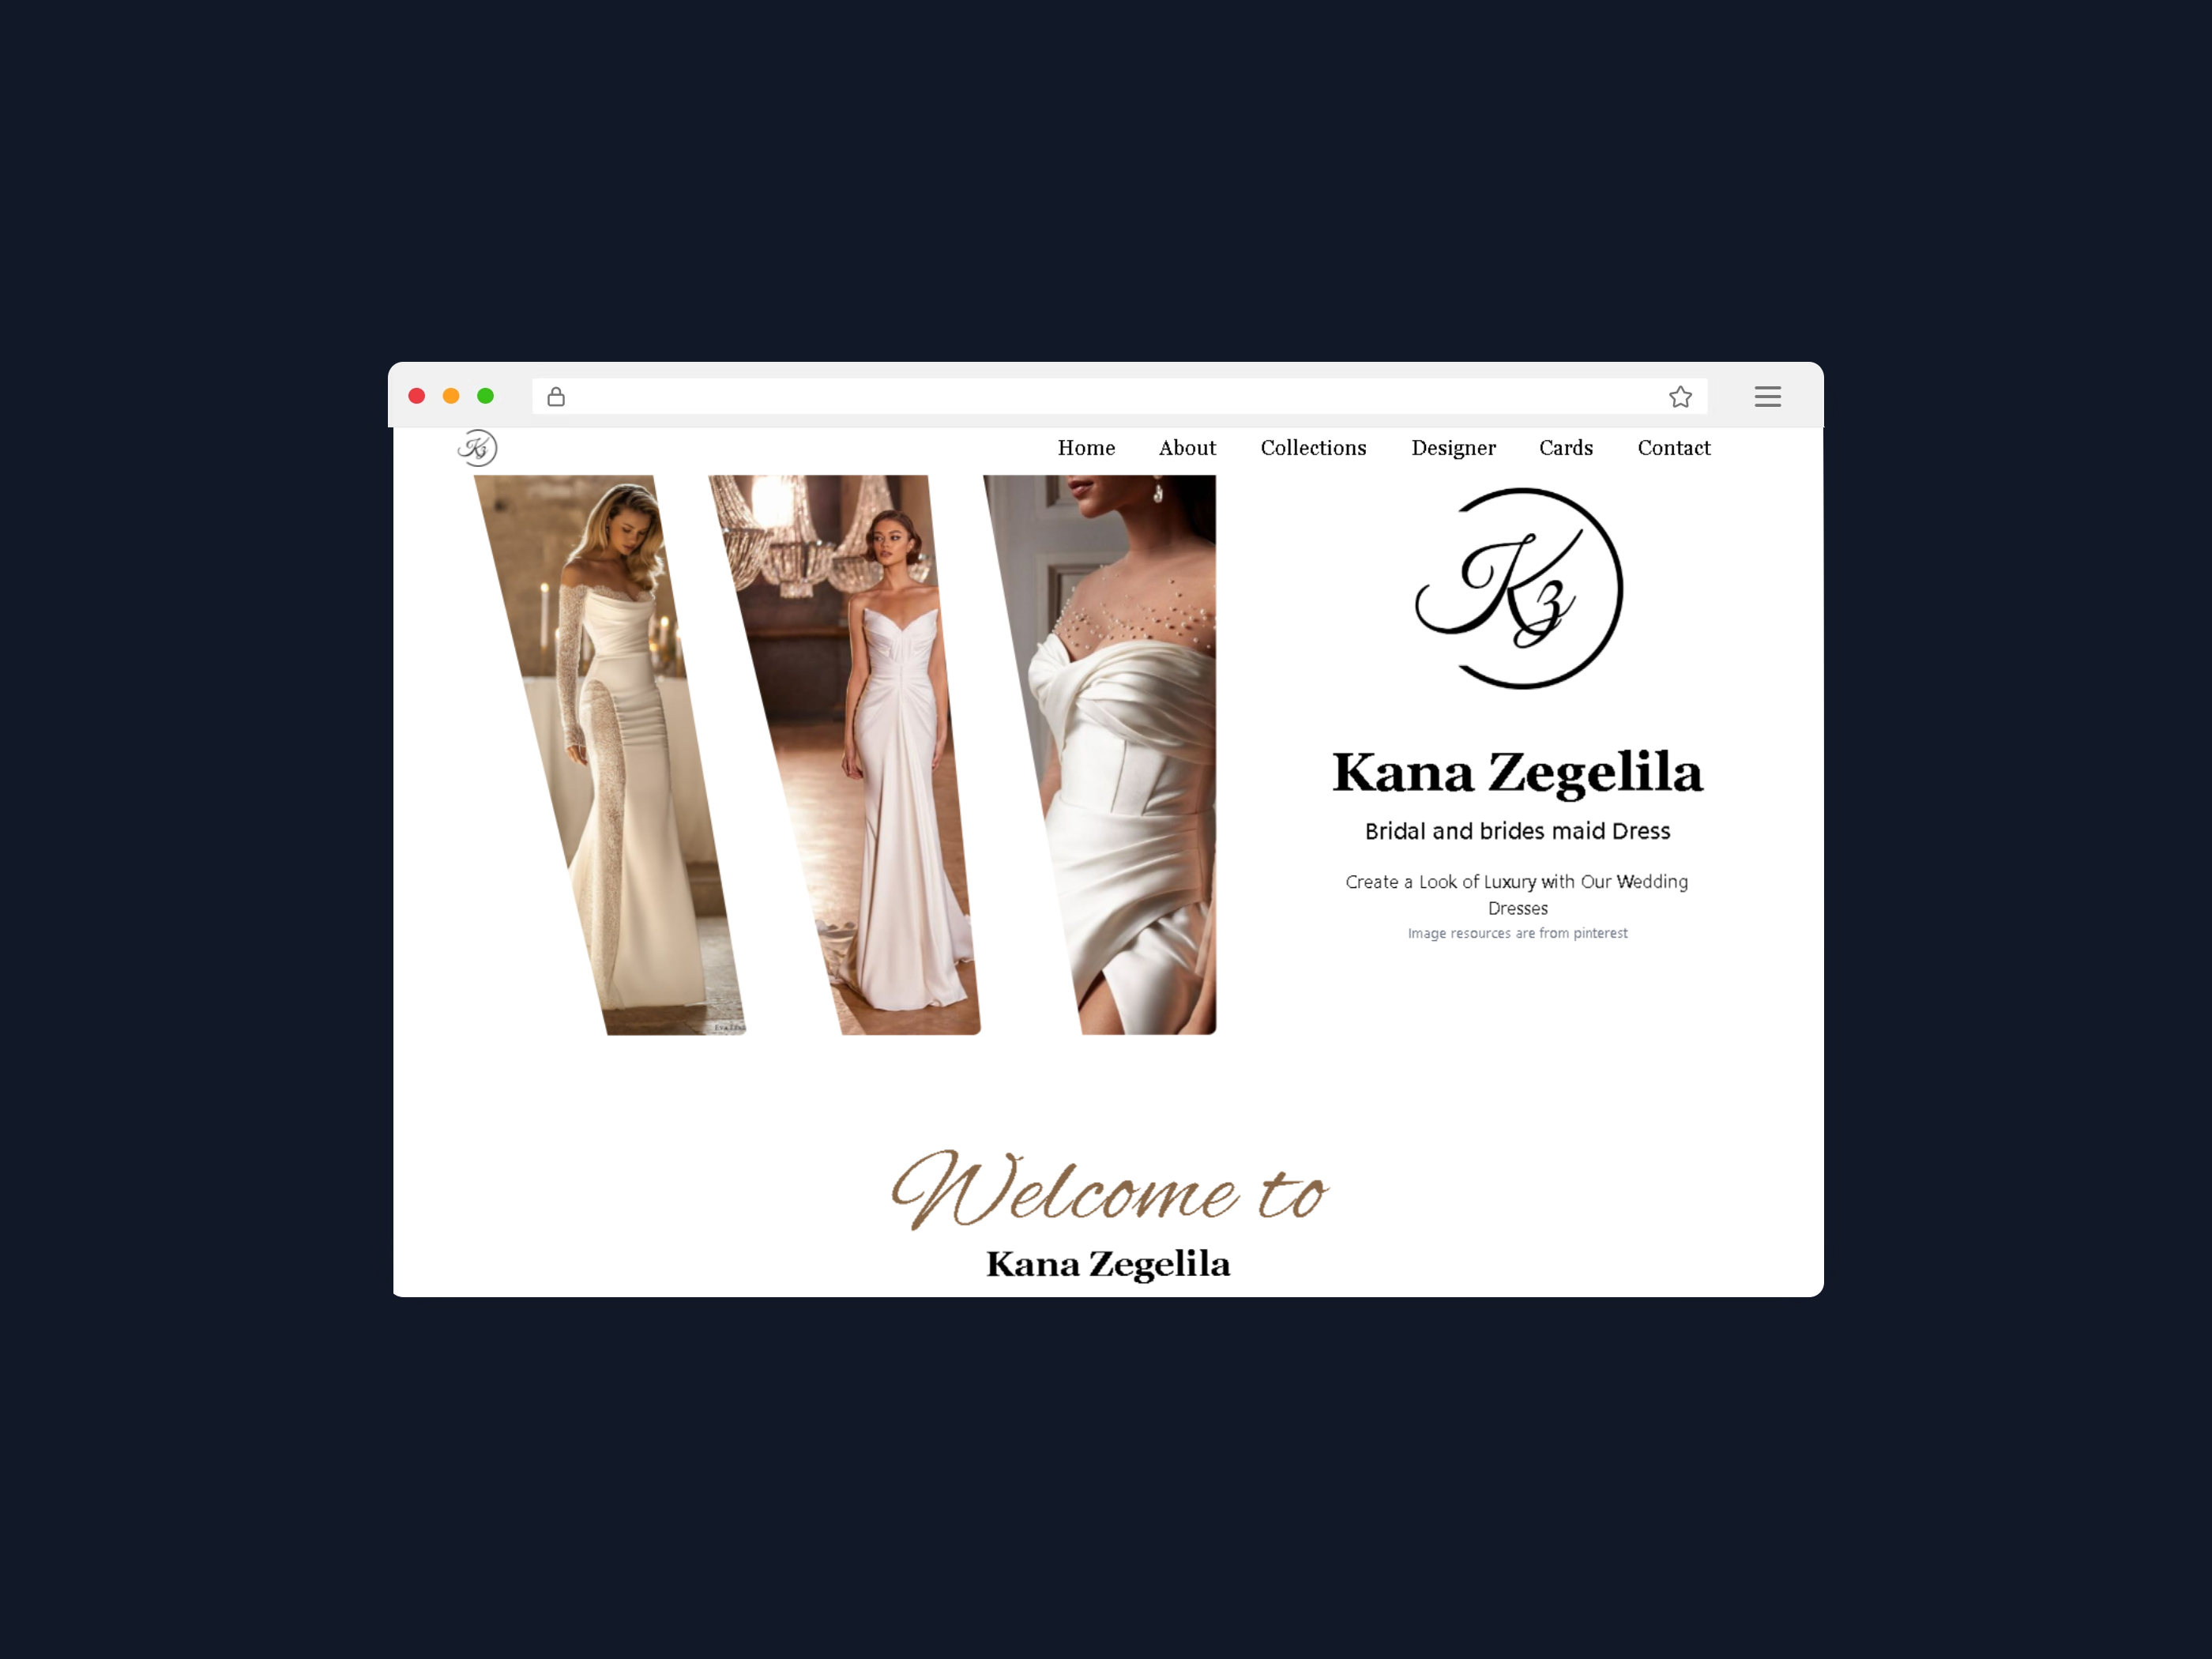 Kz
Home About Collections Designer Cards Contact
Kz
Kana Zegelila
Bridal and brides maid Dress
Create a Look of Luxury with Our Wedding
Dresses
Image resources are from pinterest
Welcome to
Kana Zegelila